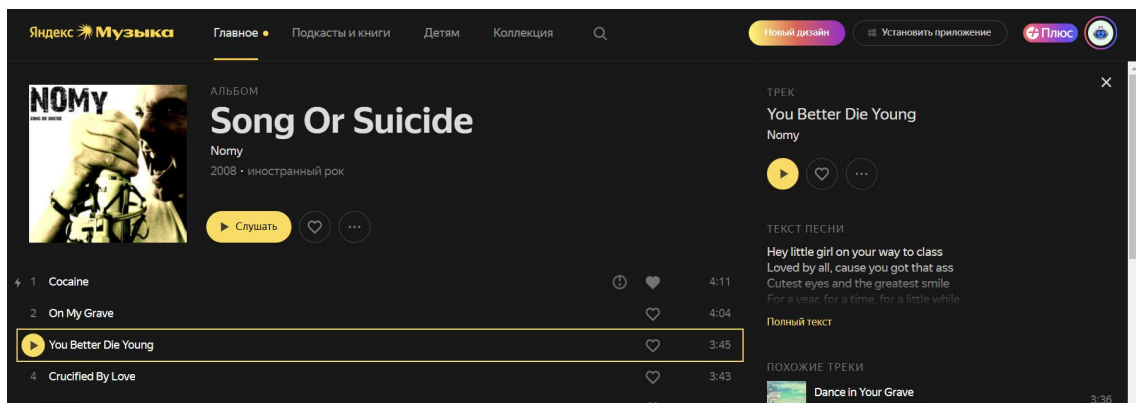 Яндекс Музыка
Главное
Подкасты и книги
Детям
Коллекция
Новый дизайн
Установить приложение
Плюс
NOMY
SONG OR SUICIDE
АЛЬБОМ
Song Or Suicide
Nomy
2008 • иностранный рок
Слушать
1 Cocaine 4:11
2 On My Grave 4:04
You Better Die Young 3:45
4 Crucified By Love 3:43
ТРЕК
You Better Die Young
Nomy
ТЕКСТ ПЕСНИ
Hey little girl on your way to class
Loved by all, cause you got that ass
Cutest eyes and the greatest smile
For a year, for a time, for a little while
Полный текст
ПОХОЖИЕ ТРЕКИ
Dance in Your Grave
3:36